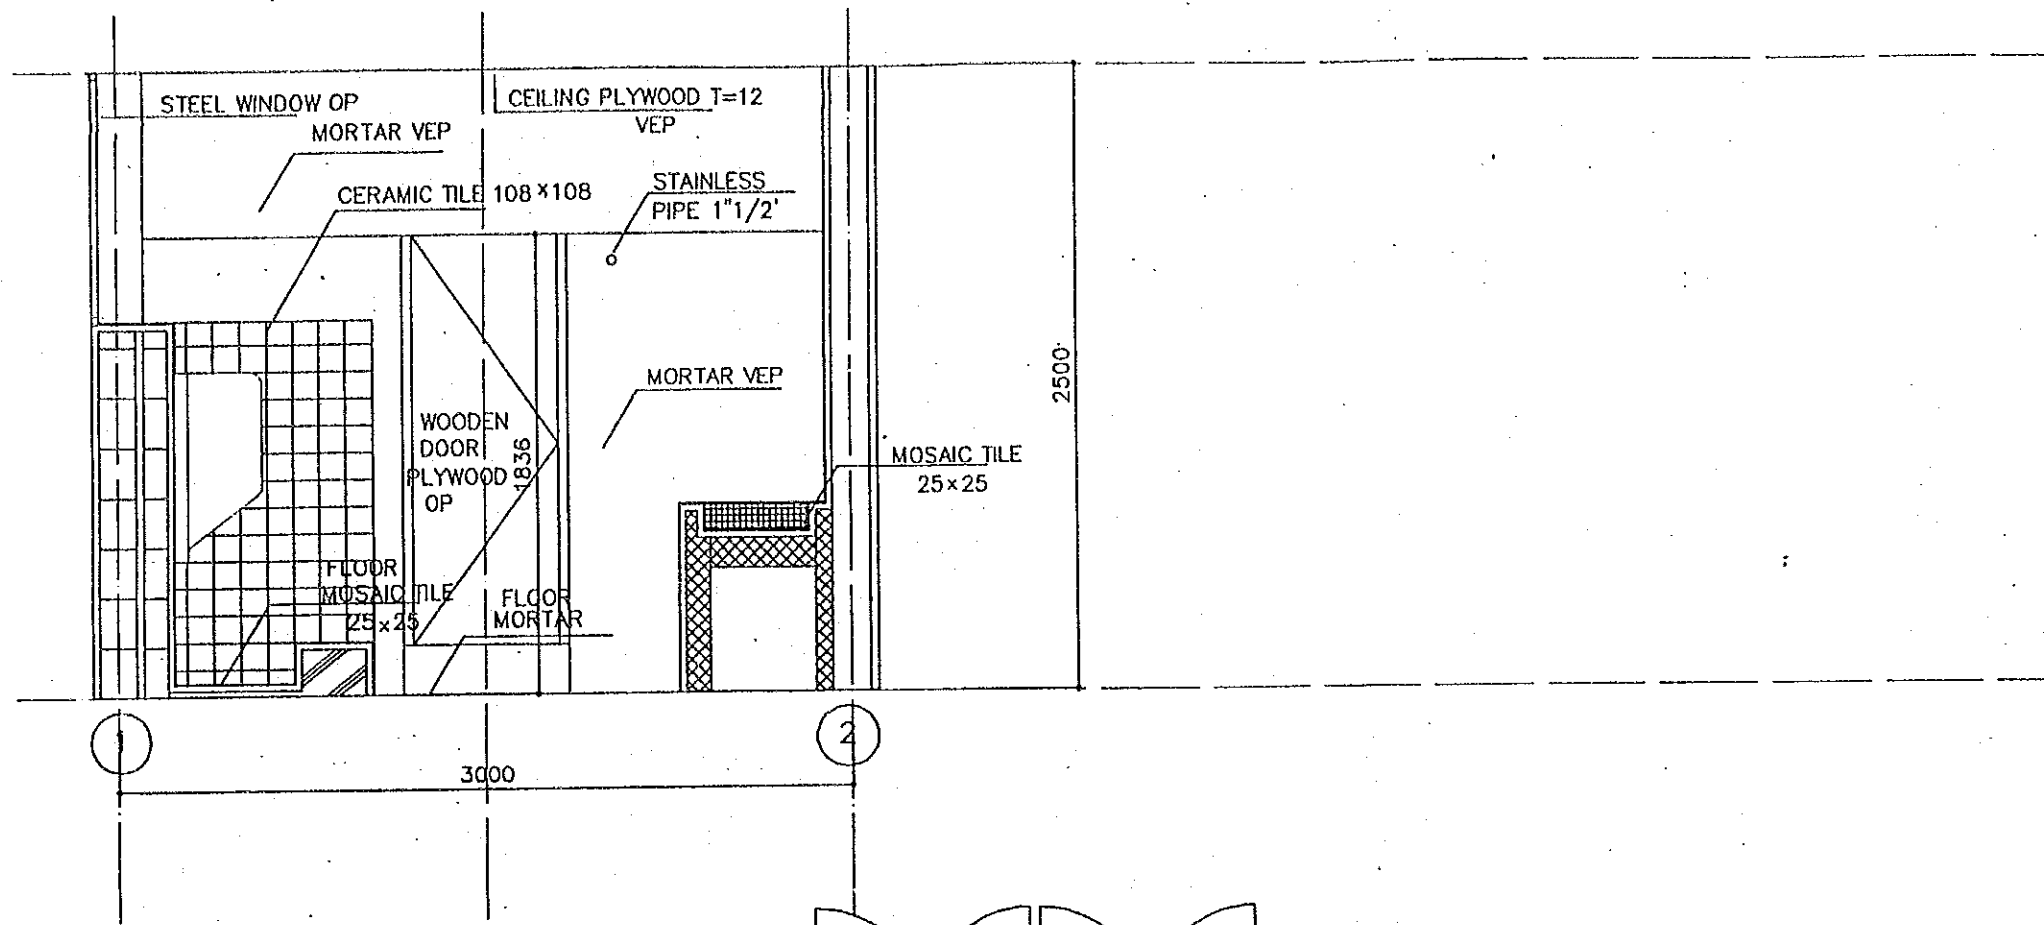 STEEL WINDOW OP
CEILING PLYWOOD T=12
VEP
MORTAR VEP
CERAMIC TILE 108×108
STAINLESS
PIPE 1"1/2'
MORTAR VEP
2500
WOODEN
DOOR
PLYWOOD
OP
1836
MOSAIC TILE
25×25
FLOOR
MOSAIC TILE
25×25
FLOOR
MORTAR
1
2
3000